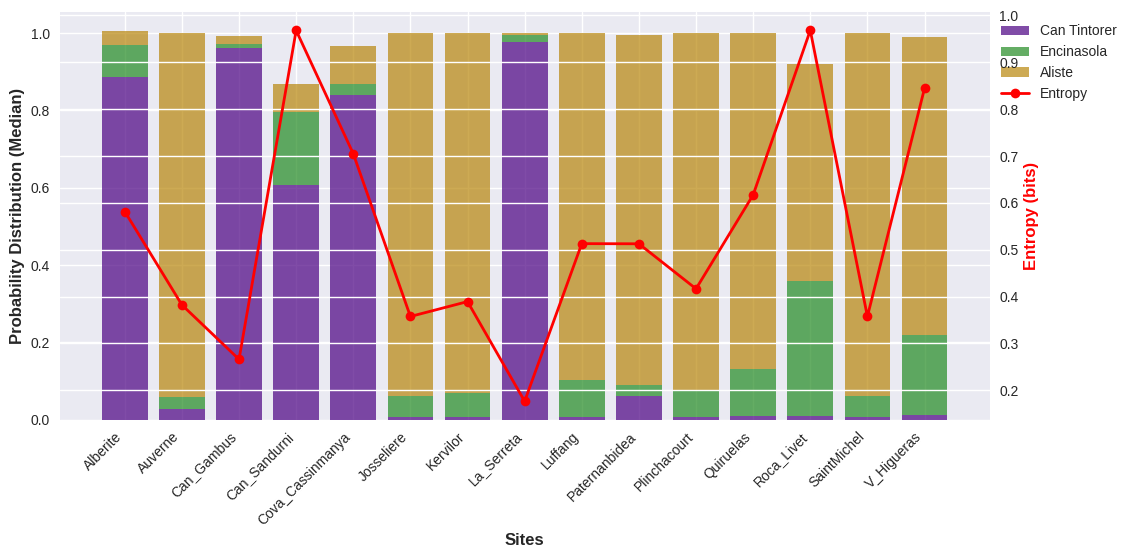 Probability Distribution (Median)
1.0
0.8
0.6
0.4
0.2
0.0
1.0
0.9
0.8
0.7
0.6
0.5
0.4
0.3
0.2
Entropy (bits)
Can Tintorer
Encinasola
Aliste
Entropy
Alberite
Auverne
Can_Gambus
Can_Sandurni
Cova_Cassinmanya
Josseliere
Kervilor
La_Serreta
Luffang
Paternanbidea
Plinchacourt
Quiruelas
Roca_Livet
SaintMichel
V_Higueras
Sites